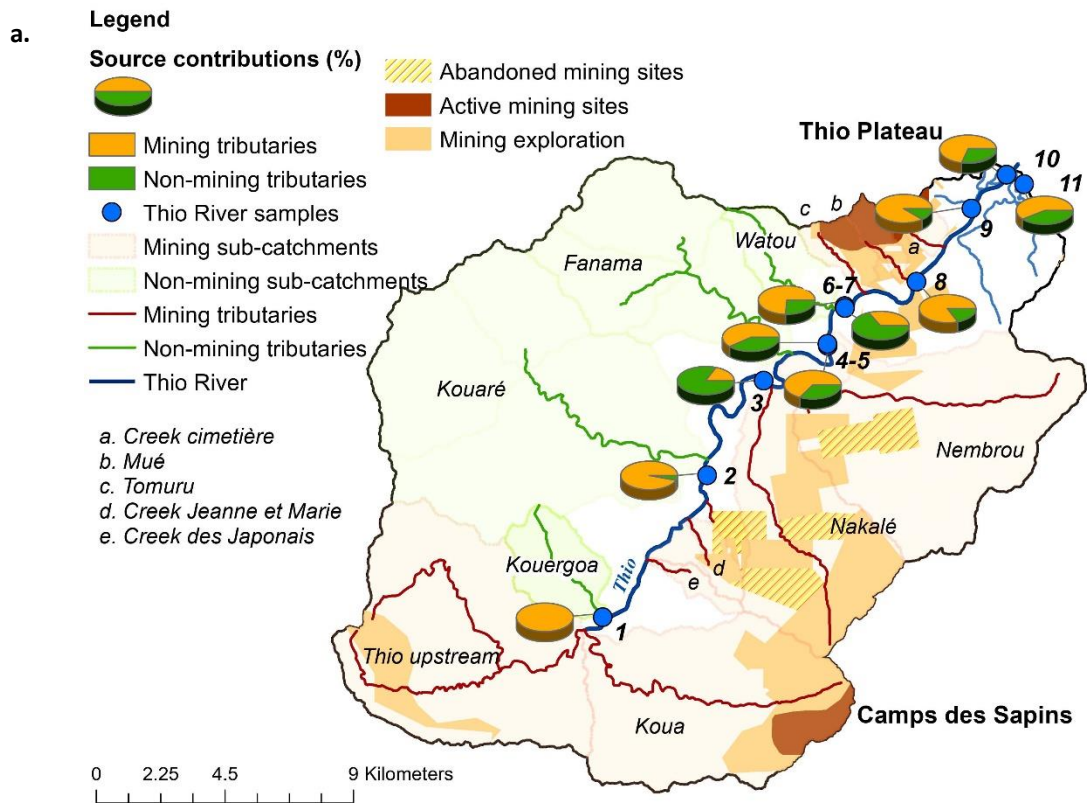 a.
Legend
Source contributions (%)
Mining tributaries
Non-mining tributaries
Thio River samples
Mining sub-catchments
Non-mining sub-catchments
Mining tributaries
Non-mining tributaries
Thio River
Abandoned mining sites
Active mining sites
Mining exploration
a. Creek cimetière
b. Mué
c. Tomuru
d. Creek Jeanne et Marie
e. Creek des Japonais
Thio Plateau
10
11
9
b
c
a
Watou
Fanama
6-7
8
4-5
Kouaré
3
Nembrou
2
Nakalé
Kouergoa
Thio
d
e
1
Thio upstream
Koua
Camps des Sapins
0 2.25 4.5 9 Kilometers